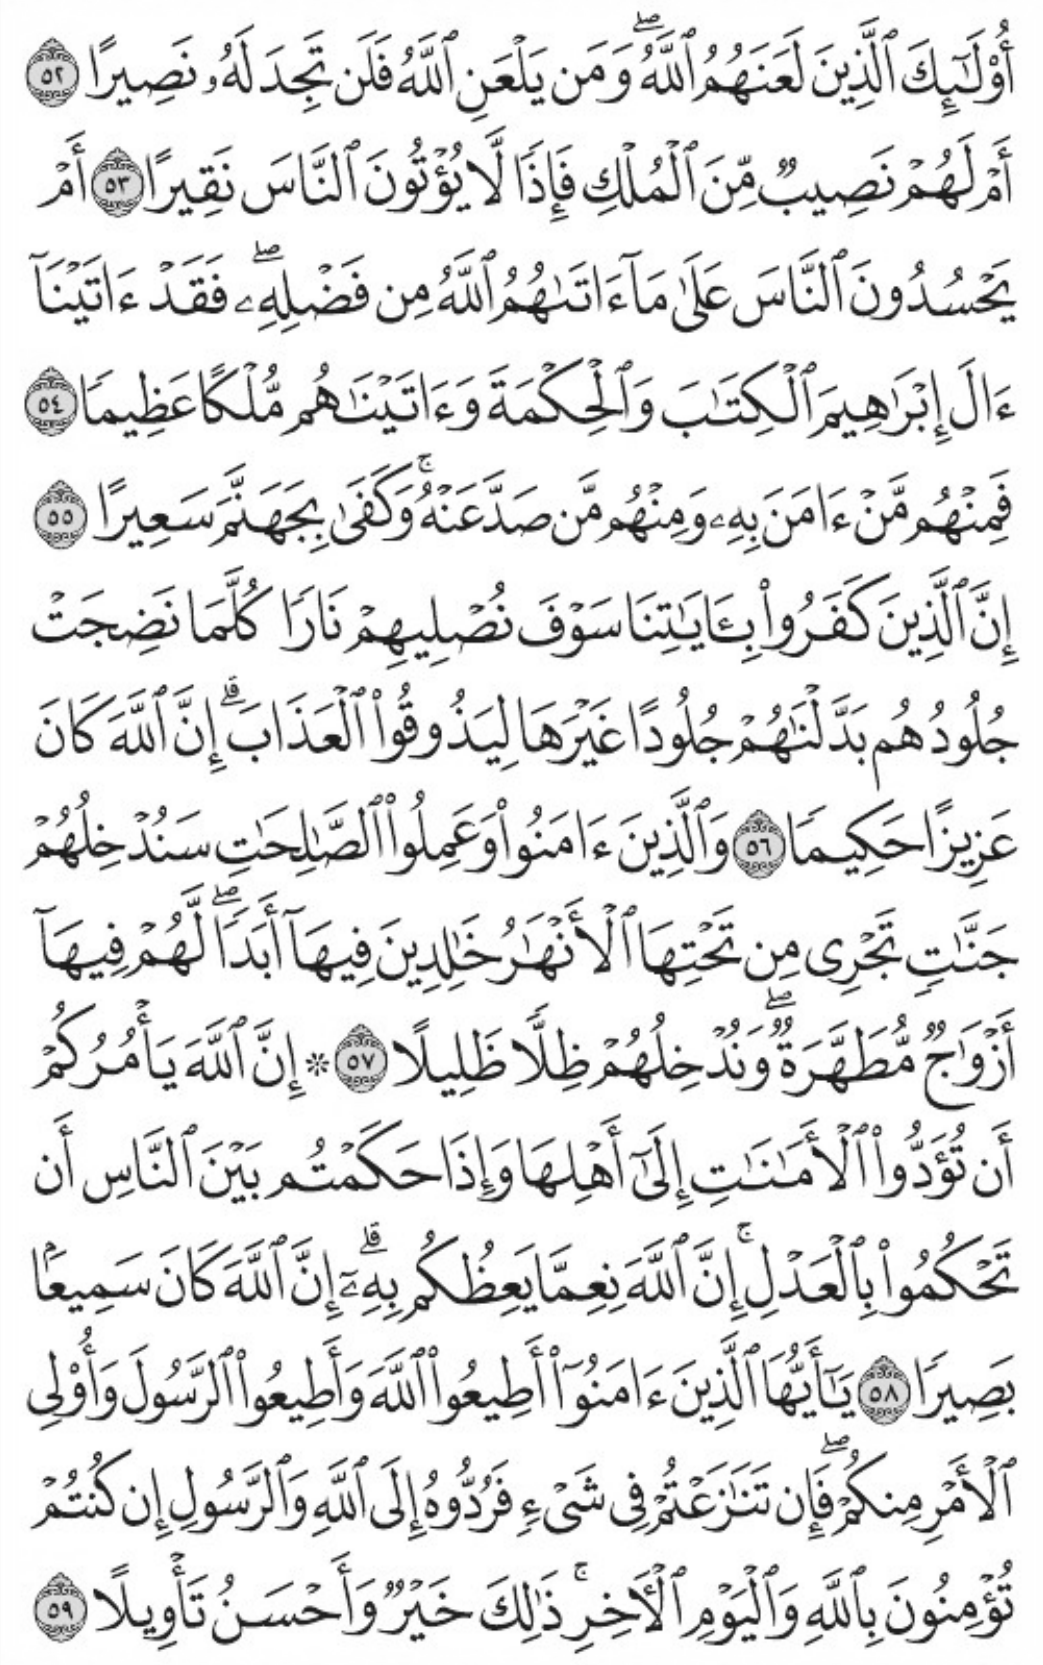 أُوْلَٰٓئِكَ ٱلَّذِينَ لَعَنَهُمُ ٱللَّهُۖ وَمَن يَلْعَنِ ٱللَّهُ فَلَن تَجِدَ لَهُۥ نَصِيرًا ٥٢
أَمْ لَهُمْ نَصِيبٌ مِّنَ ٱلْمُلْكِ فَإِذًا لَّا يُؤْتُونَ ٱلنَّاسَ نَقِيرًا ٥٣ أَمْ
يَحْسُدُونَ ٱلنَّاسَ عَلَىٰ مَآ ءَاتَىٰهُمُ ٱللَّهُ مِن فَضْلِهِۦۖ فَقَدْ ءَاتَيْنَآ
ءَالَ إِبْرَٰهِيمَ ٱلْكِتَٰبَ وَٱلْحِكْمَةَ وَءَاتَيْنَٰهُم مُّلْكًا عَظِيمًا ٥٤
فَمِنْهُم مَّنْ ءَامَنَ بِهِۦ وَمِنْهُم مَّن صَدَّ عَنْهُۚ وَكَفَىٰ بِجَهَنَّمَ سَعِيرًا ٥٥
إِنَّ ٱلَّذِينَ كَفَرُواْ بِـَٔايَٰتِنَا سَوْفَ نُصْلِيهِمْ نَارًا كُلَّمَا نَضِجَتْ
جُلُودُهُم بَدَّلْنَٰهُمْ جُلُودًا غَيْرَهَا لِيَذُوقُواْ ٱلْعَذَابَۗ إِنَّ ٱللَّهَ كَانَ
عَزِيزًا حَكِيمًا ٥٦ وَٱلَّذِينَ ءَامَنُواْ وَعَمِلُواْ ٱلصَّٰلِحَٰتِ سَنُدْخِلُهُمْ
جَنَّٰتٍ تَجْرِى مِن تَحْتِهَا ٱلْأَنْهَٰرُ خَٰلِدِينَ فِيهَآ أَبَدًاۖ لَّهُمْ فِيهَآ
أَزْوَٰجٌ مُّطَهَّرَةٌۖ وَنُدْخِلُهُمْ ظِلًّا ظَلِيلًا ٥٧ ۞ إِنَّ ٱللَّهَ يَأْمُرُكُمْ
أَن تُؤَدُّواْ ٱلْأَمَٰنَٰتِ إِلَىٰٓ أَهْلِهَا وَإِذَا حَكَمْتُم بَيْنَ ٱلنَّاسِ أَن
تَحْكُمُواْ بِٱلْعَدْلِۚ إِنَّ ٱللَّهَ نِعِمَّا يَعِظُكُم بِهِۦٓۗ إِنَّ ٱللَّهَ كَانَ سَمِيعًۢا
بَصِيرًا ٥٨ يَٰٓأَيُّهَا ٱلَّذِينَ ءَامَنُوٓاْ أَطِيعُواْ ٱللَّهَ وَأَطِيعُواْ ٱلرَّسُولَ وَأُوْلِى
ٱلْأَمْرِ مِنكُمْۖ فَإِن تَنَٰزَعْتُمْ فِى شَىْءٍ فَرُدُّوهُ إِلَى ٱللَّهِ وَٱلرَّسُولِ إِن كُنتُمْ
تُؤْمِنُونَ بِٱللَّهِ وَٱلْيَوْمِ ٱلْأَخِرِۚ ذَٰلِكَ خَيْرٌ وَأَحْسَنُ تَأْوِيلًا ٥٩